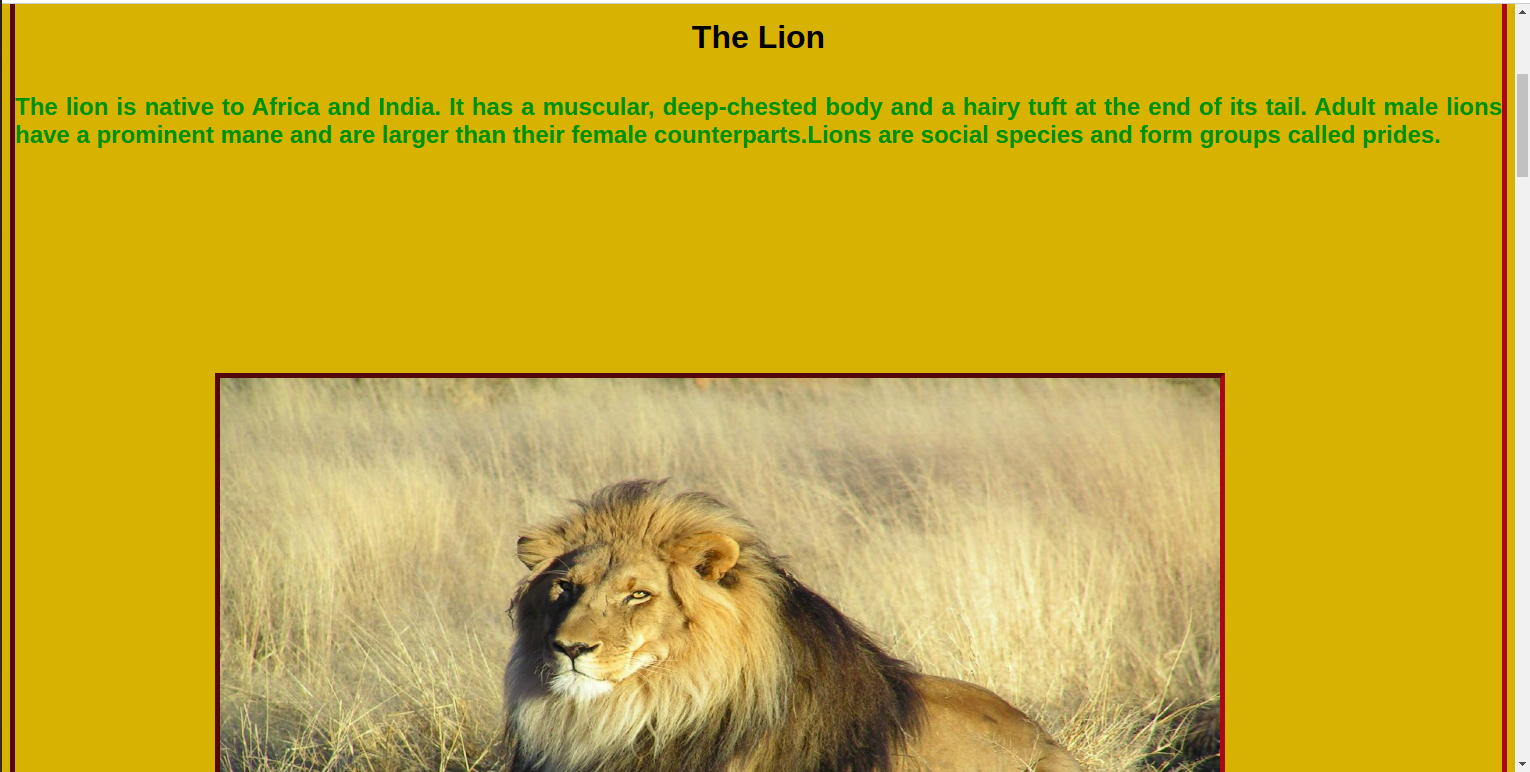 The Lion
The lion is native to Africa and India. It has a muscular, deep-chested body and a hairy tuft at the end of its tail. Adult male lions
have a prominent mane and are larger than their female counterparts.Lions are social species and form groups called prides.